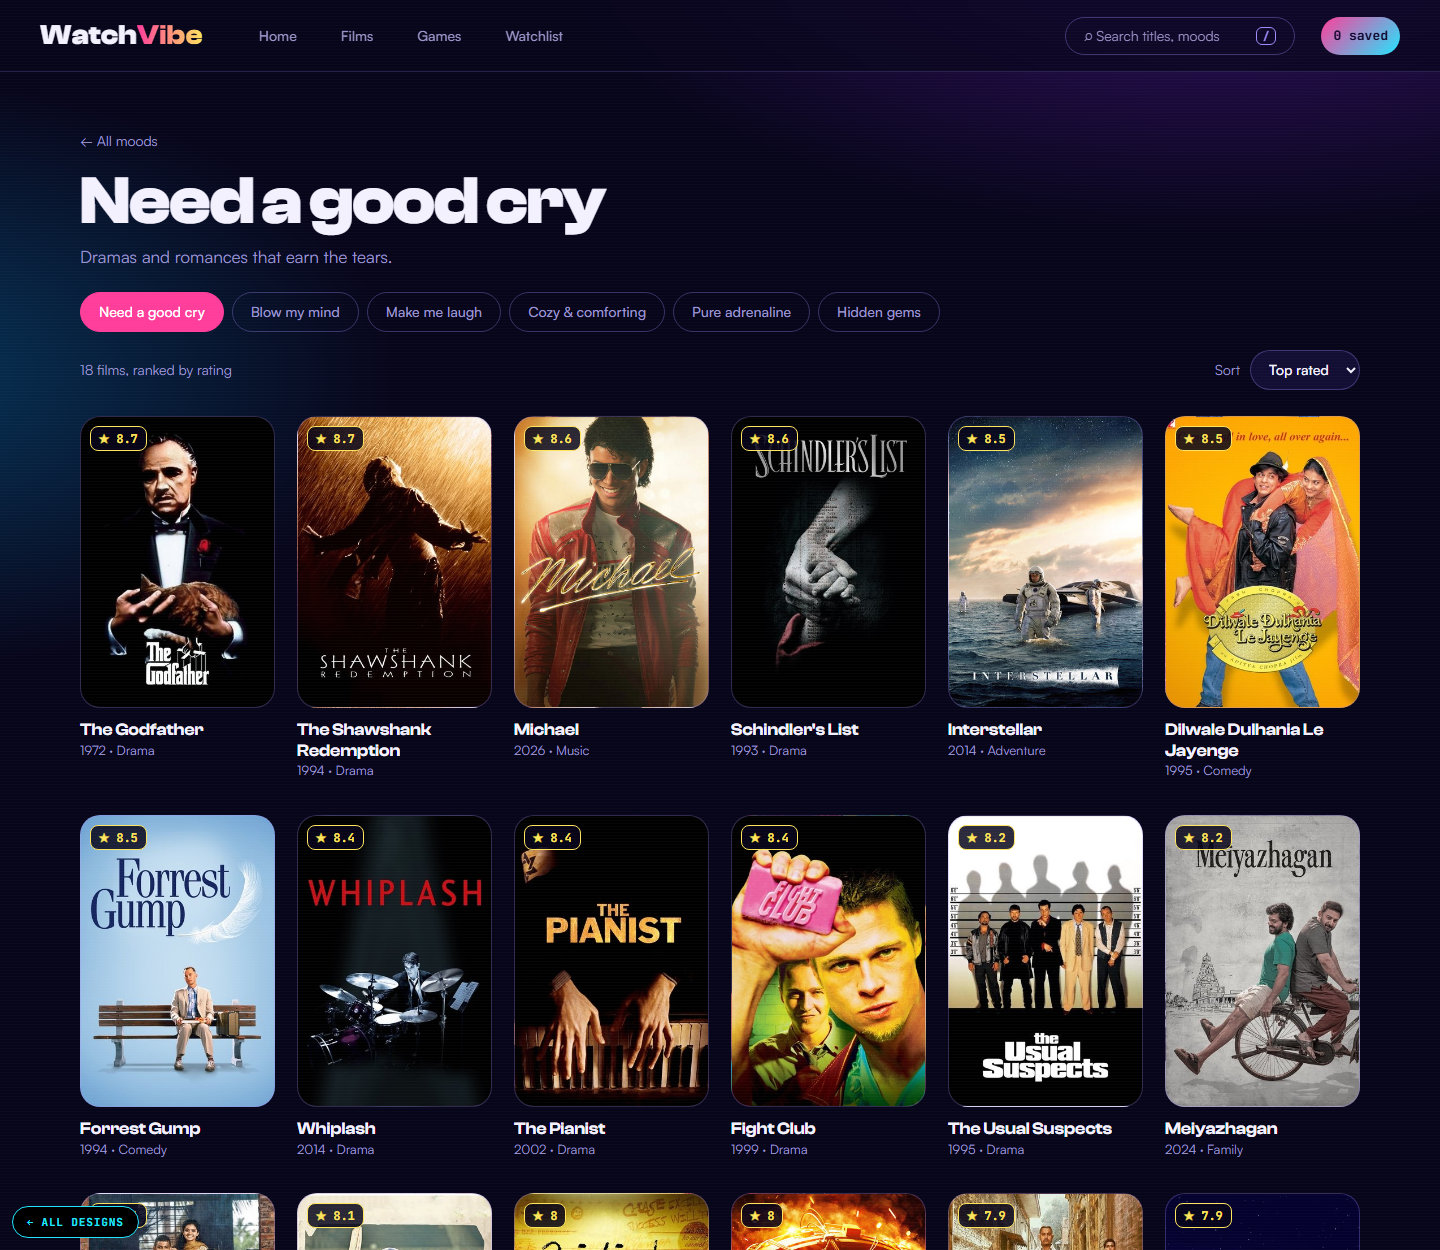 WatchVibe
Home
Films
Games
Watchlist
Search titles, moods
/
0 saved
← All moods
Need a good cry
Dramas and romances that earn the tears.
Need a good cry
Blow my mind
Make me laugh
Cozy & comforting
Pure adrenaline
Hidden gems
18 films, ranked by rating
Sort
Top rated
★ 8.7
The
Godfather
★ 8.7
THE
SHAWSHANK
REDEMPTION
★ 8.6
Michael
★ 8.6
SCHINDLER'S LIST
★ 8.5
INTERSTELLAR
★ 8.5
in love, all over again...
Dilwale Dulhania
Le Jayenge
The Godfather
1972 · Drama
The Shawshank
Redemption
1994 · Drama
Michael
2026 · Music
Schindler's List
1993 · Drama
Interstellar
2014 · Adventure
Dilwale Dulhania Le
Jayenge
1995 · Comedy
★ 8.5
Forrest
Gump
★ 8.4
WHIPLASH
★ 8.4
THE
PIANIST
★ 8.4
FIGHT
CLUB
★ 8.2
the
Usual
Suspects
★ 8.2
Meiyazhagan
Forrest Gump
1994 · Comedy
Whiplash
2014 · Drama
The Pianist
2002 · Drama
Fight Club
1999 · Drama
The Usual Suspects
1995 · Drama
Meiyazhagan
2024 · Family
← ALL DESIGNS
★ 8.1
★ 8
★ 8
★ 7.9
★ 7.9